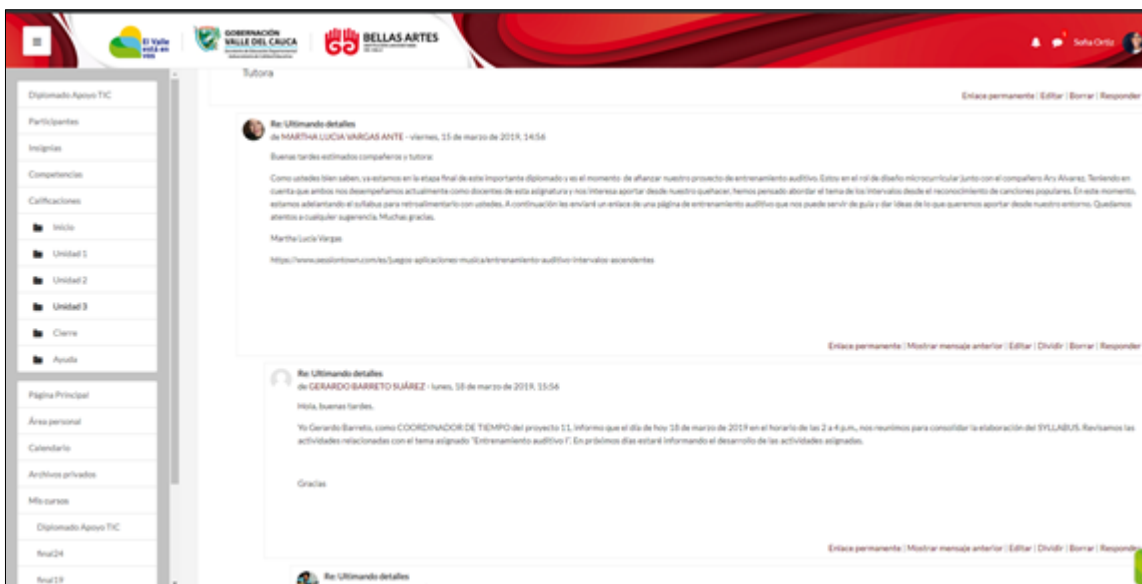 El Valle
está en
vos
GOBERNACIÓN
VALLE DEL CAUCA
BELLAS ARTES
Sofia Ortiz
Diplomado Apoyo TIC
Participantes
Insignias
Competencias
Calificaciones
Inicio
Unidad 1
Unidad 2
Unidad 3
Cierre
Ayuda
Página Principal
Área personal
Calendario
Archivos privados
Mis cursos
Diplomado Apoyo TIC
final24
final19
Tutora
Enlace permanente | Editar | Borrar | Responder
Re: Ultimando detalles
de MARTHA LUCIA VARGAS ANTE - viernes, 15 de marzo de 2019, 14:56
Buenas tardes estimados compañeros y tutora:
Como ustedes bien saben, ya estamos en la etapa final de este importante diplomado y es el momento de afianzar nuestro proyecto de entrenamiento auditivo. Estoy en el rol de diseño microcurricular junto con el compañero Ary Alvarez. Teniendo en
cuenta que ambos nos desempeñamos actualmente como docentes de esta asignatura y nos interesa aportar desde nuestro quehacer, hemos pensado abordar el tema de los intervalos desde el reconocimiento de canciones populares. En este momento,
estamos adelantando el syllabus para retroalimentarlo con ustedes. A continuación les enviaré un enlace de una página de entrenamiento auditivo que nos puede servir de guía y dar ideas de lo que queremos aportar desde nuestro entorno. Quedamos
atentos a cualquier sugerencia. Muchas gracias.
Martha Lucia Vargas
https://www.sessiontown.com/es/juegos-aplicaciones-musica/entrenamiento-auditivo-intervalos-ascendentes
Enlace permanente | Mostrar mensaje anterior | Editar | Dividir | Borrar | Responder
Re: Ultimando detalles
de GERARDO BARRETO SUÁREZ - lunes, 18 de marzo de 2019, 15:56
Hola, buenas tardes.
Yo Gerardo Barreto, como COORDINADOR DE TIEMPO del proyecto 11, informo que el día de hoy 18 de marzo de 2019 en el horario de las 2 a 4 p.m., nos reunimos para consolidar la elaboración del SYLLABUS. Revisamos las
actividades relacionadas con el tema asignado "Entrenamiento auditivo I". En próximos días estaré informando el desarrollo de las actividades asignadas.
Gracias
Enlace permanente | Mostrar mensaje anterior | Editar | Dividir | Borrar | Responder
Re: Ultimando detalles